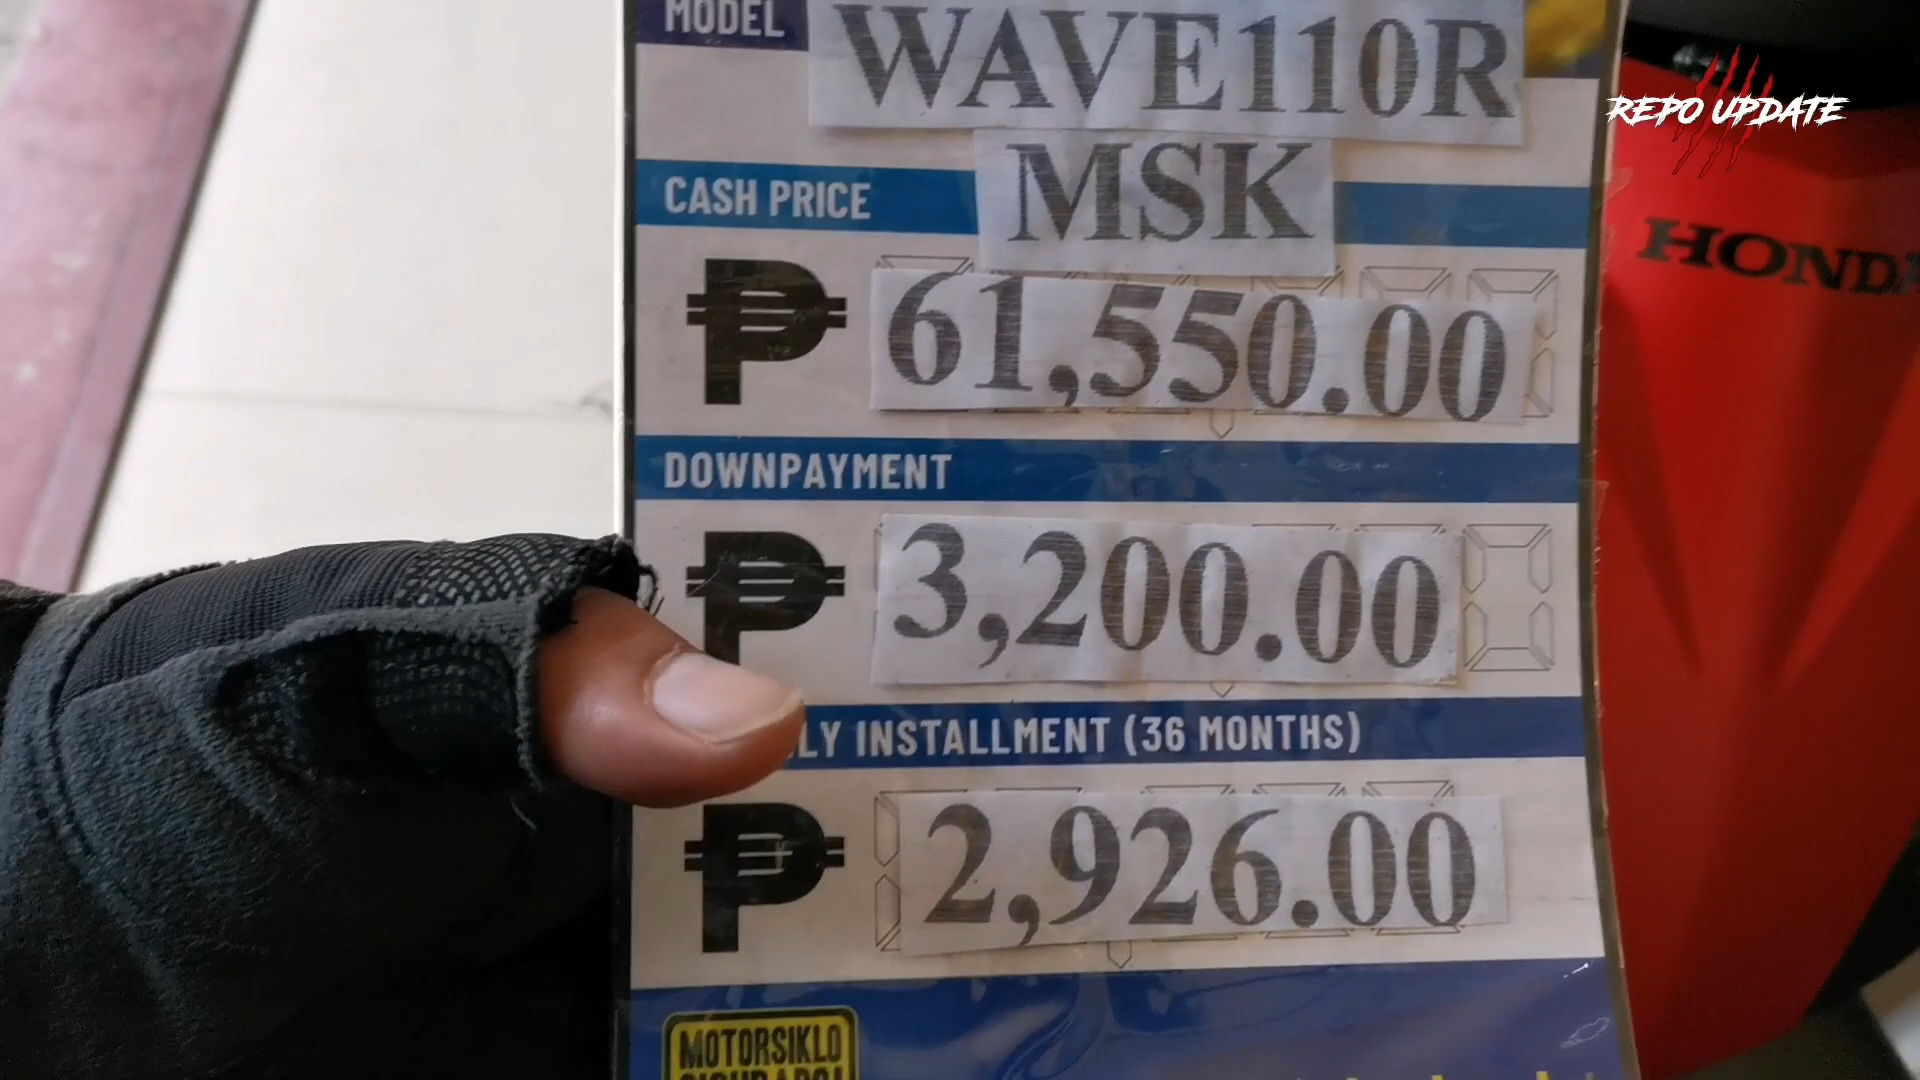 MODEL
WAVE110R
MSK
REPO UPDATE
CASH PRICE
₱ 61,550.00
HONDA
DOWNPAYMENT
₱ 3,200.00
LY INSTALLMENT (36 MONTHS)
₱ 2,926.00
MOTORSIKLO